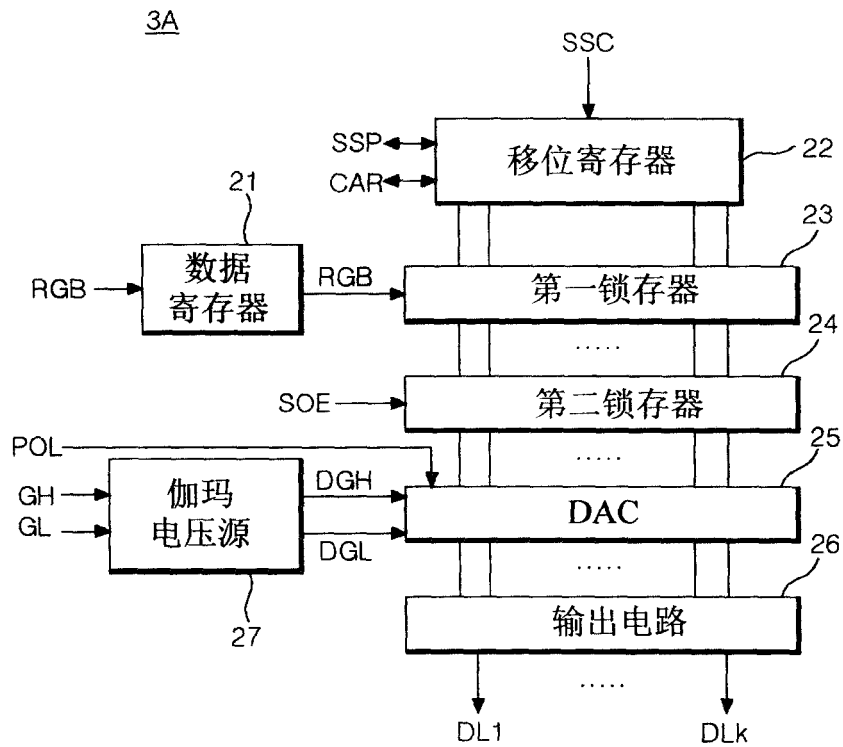 3A
SSC
SSP
移位寄存器
22
CAR
21
23
RGB
数据
寄存器
RGB
第一锁存器
.....
24
SOE
第二锁存器
POL
.....
25
GH
GL
伽玛
电压源
DGH
DGL
DAC
.....
26
27
输出电路
.....
DL1
DLk